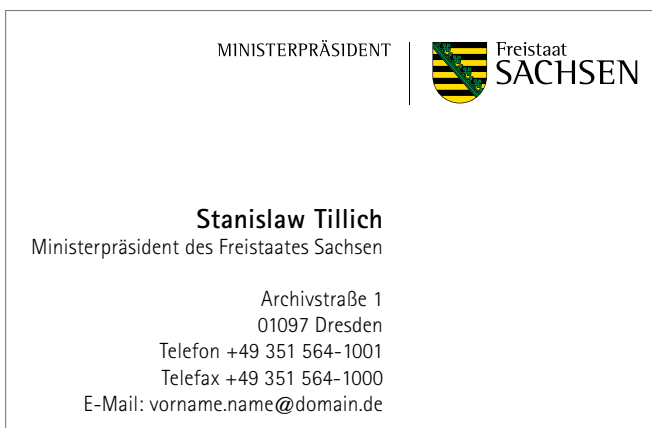 MINISTERPRÄSIDENT
Freistaat
SACHSEN
Stanislaw Tillich
Ministerpräsident des Freistaates Sachsen
Archivstraße 1
01097 Dresden
Telefon +49 351 564-1001
Telefax +49 351 564-1000
E-Mail: vorname.name@domain.de